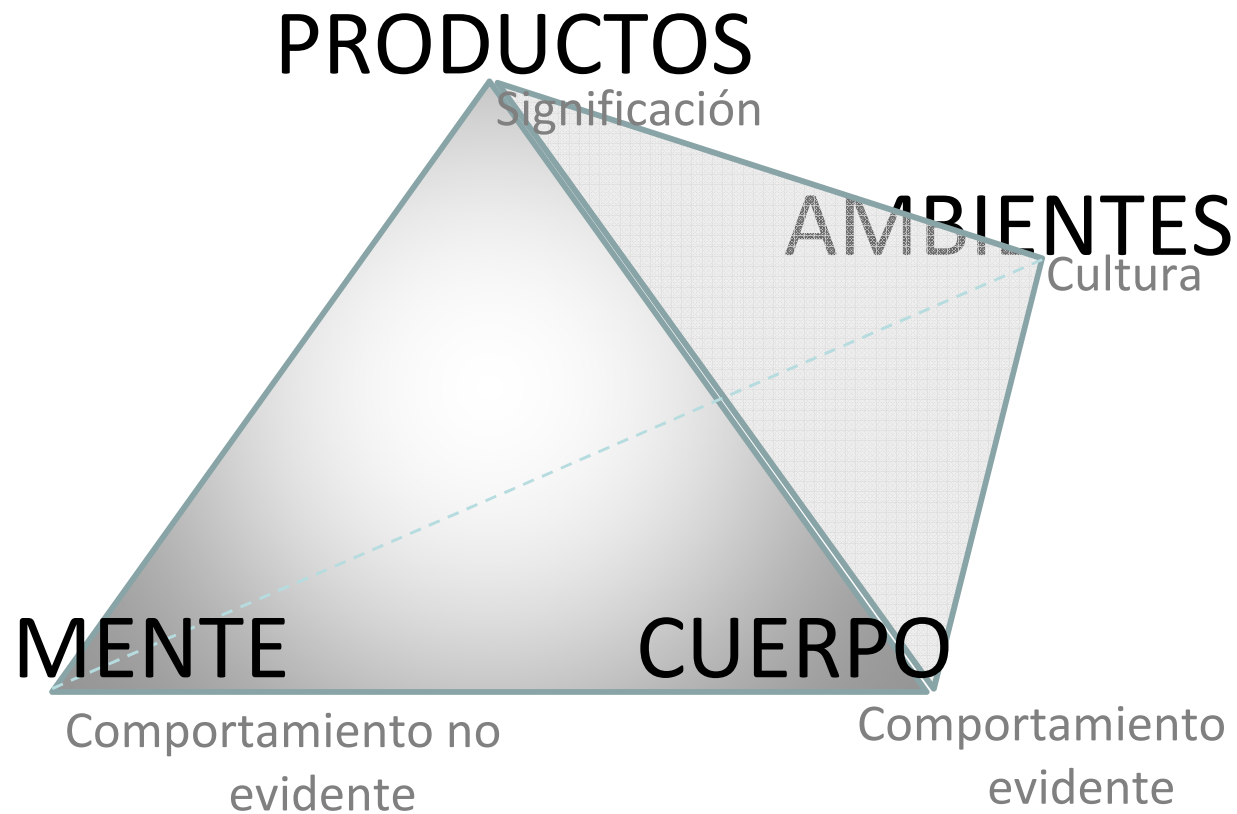 PRODUCTOS
Significación
AMBIENTES
Cultura
MENTE
CUERPO
Comportamiento no
evidente
Comportamiento
evidente